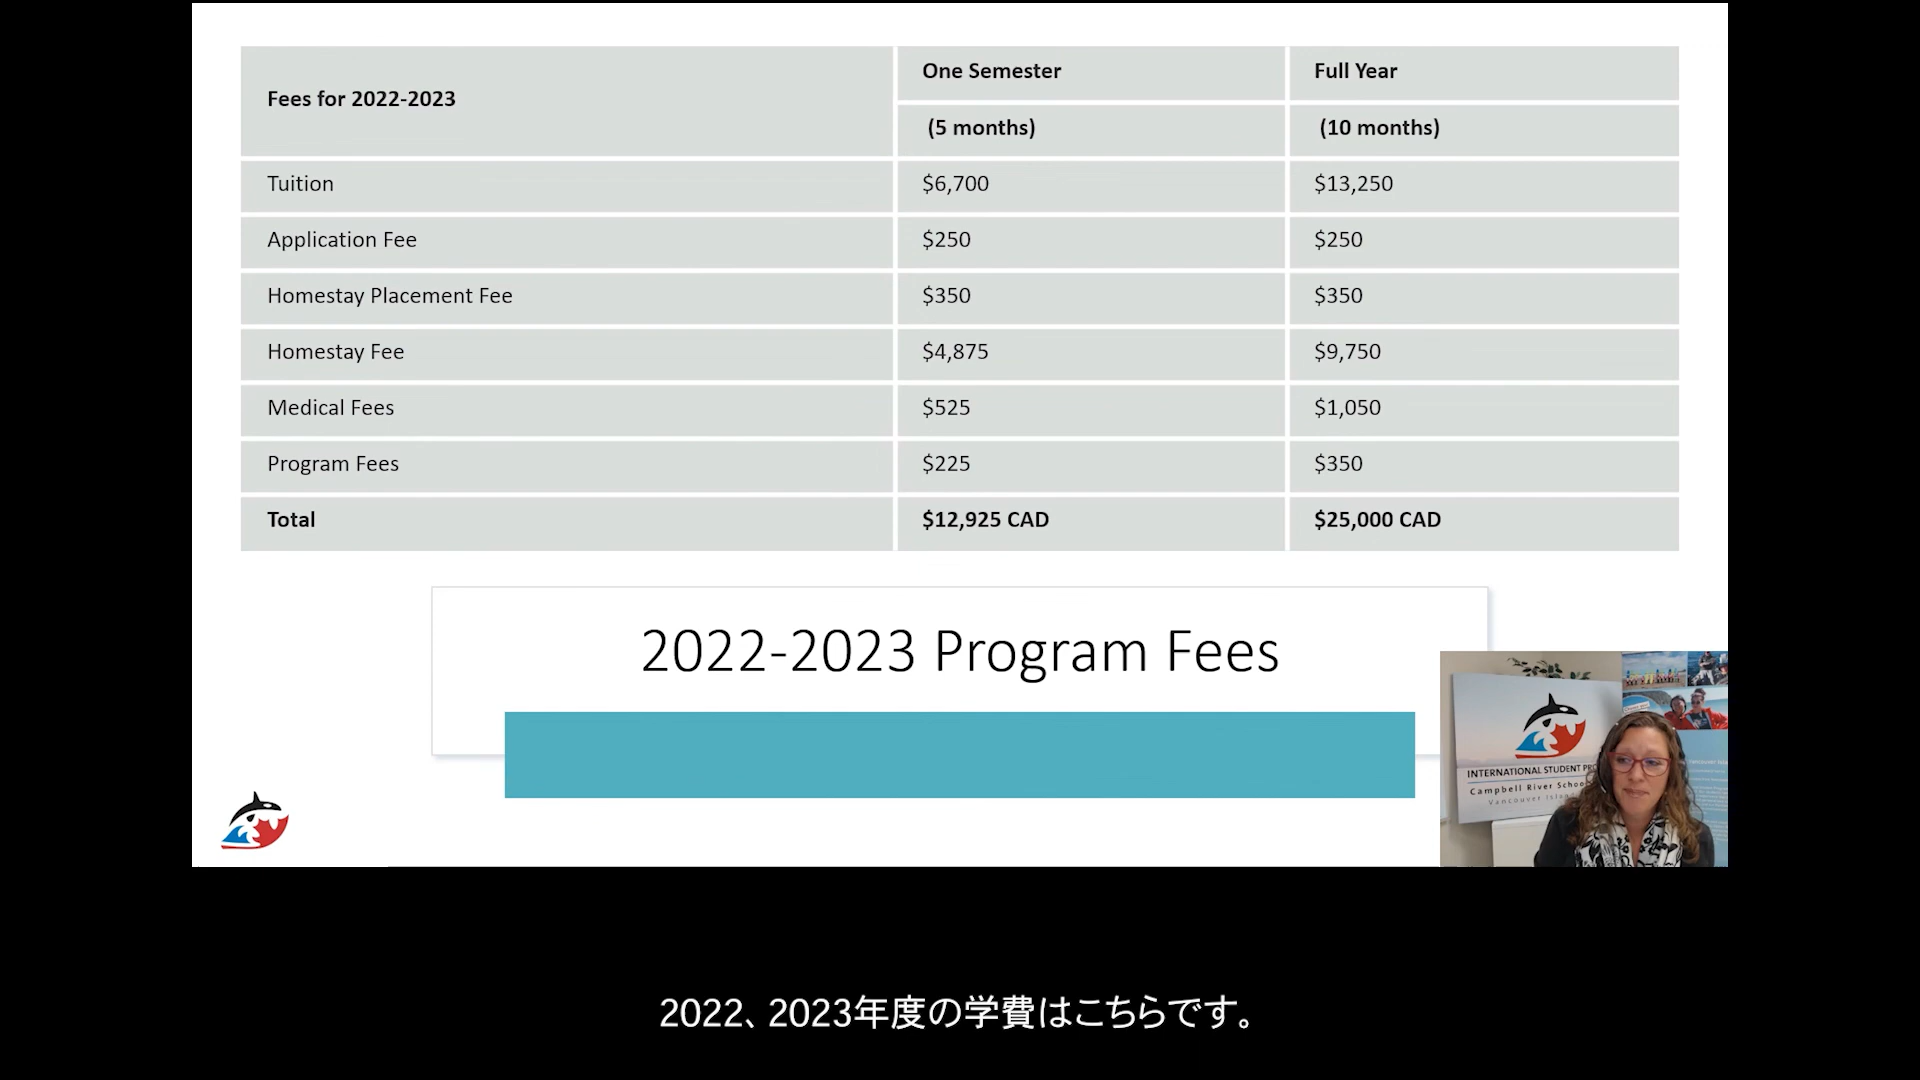 Fees for 2022-2023
One Semester
Full Year
(5 months)
(10 months)
Tuition
$6,700
$13,250
Application Fee
$250
$250
Homestay Placement Fee
$350
$350
Homestay Fee
$4,875
$9,750
Medical Fees
$525
$1,050
Program Fees
$225
$350
Total
$12,925 CAD
$25,000 CAD
2022-2023 Program Fees
INTERNATIONAL STUDENT
Campbell River
Vancouver
2022、2023年度の学費はこちらです。